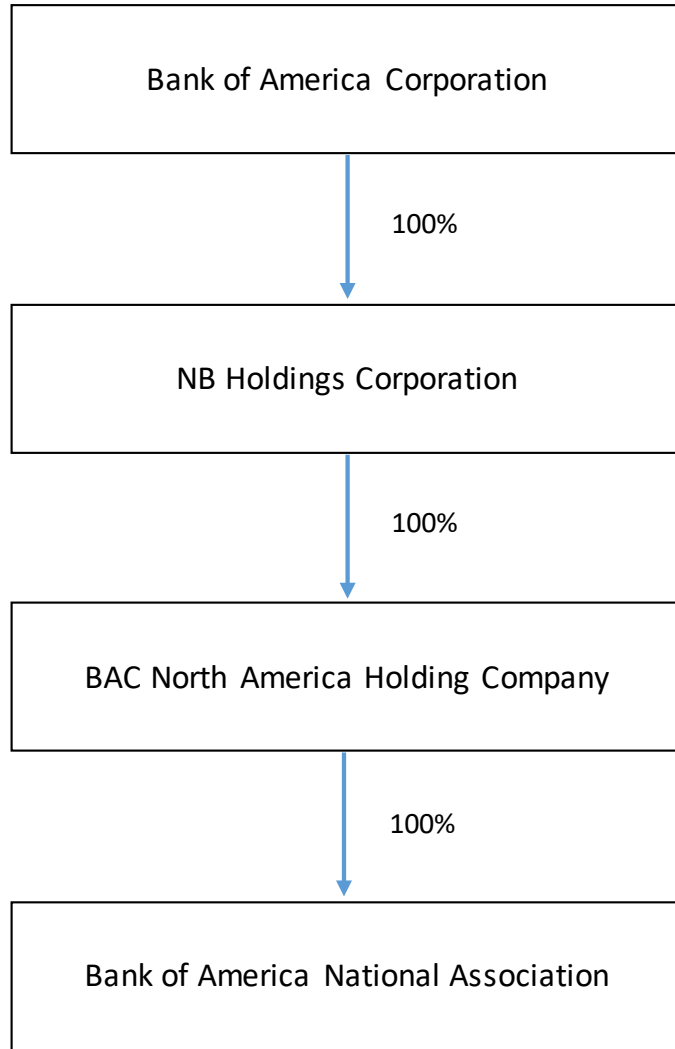 Bank of America Corporation
100%
NB Holdings Corporation
100%
BAC North America Holding Company
100%
Bank of America National Association